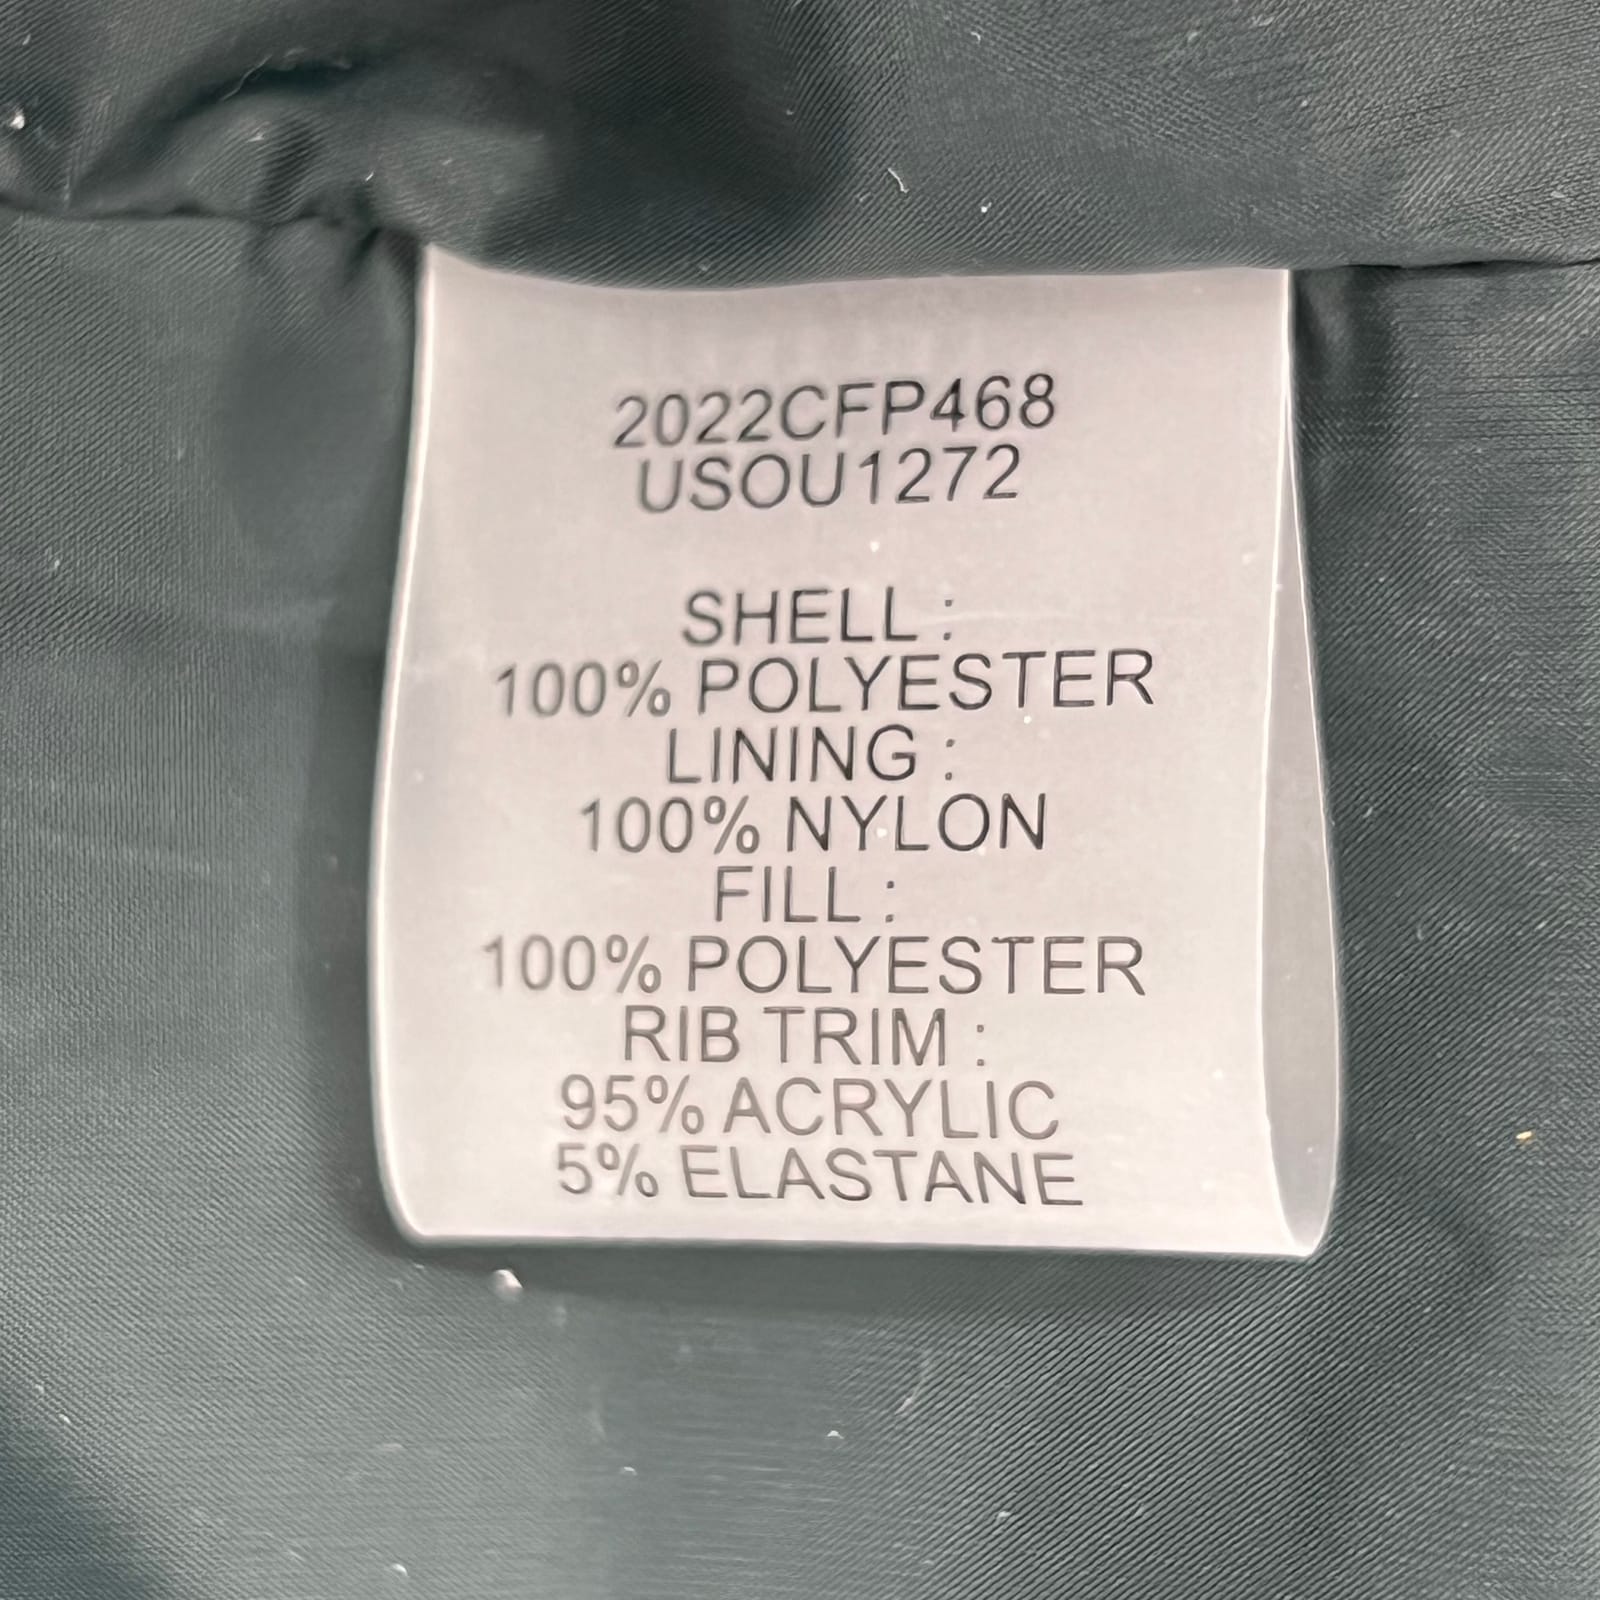 2022CFP468
USOU1272
SHELL :
100% POLYESTER
LINING :
100% NYLON
FILL :
100% POLYESTER
RIB TRIM :
95% ACRYLIC
5% ELASTANE